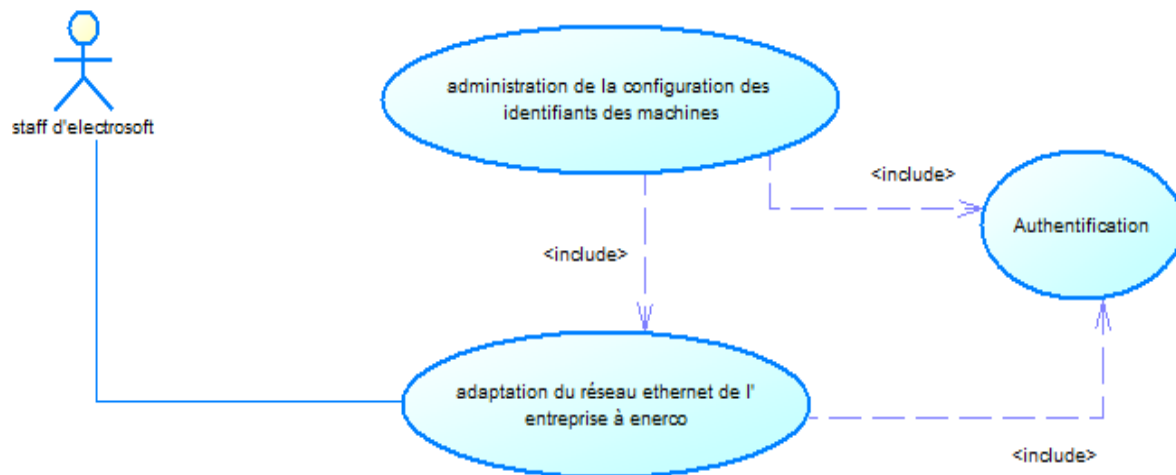 administration de la configuration des
identifiants des machines
staff d'electrosoft
<include>
Authentification
<include>
adaptation du réseau ethernet de l'
entreprise à enerco
<include>